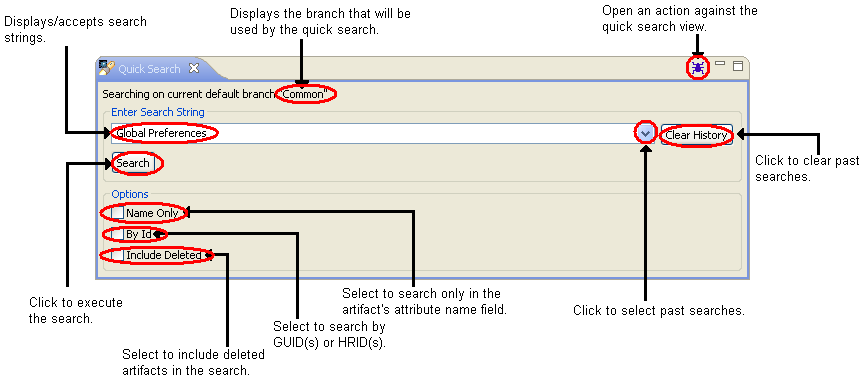 Displays/accepts search
strings.
Displays the branch that will be
used by the quick search.
Open an action against the
quick search view.
Quick Search
Searching on current default branch "Common"
Enter Search String
Global Preferences
Clear History
Search
Click to clear past
searches.
Options
Name Only
By Id
Include Deleted
Click to execute
the search.
Select to search only in the
artifact's attribute name field.
Click to select past searches.
Select to search by
GUID(s) or HRID(s).
Select to include deleted
artifacts in the search.